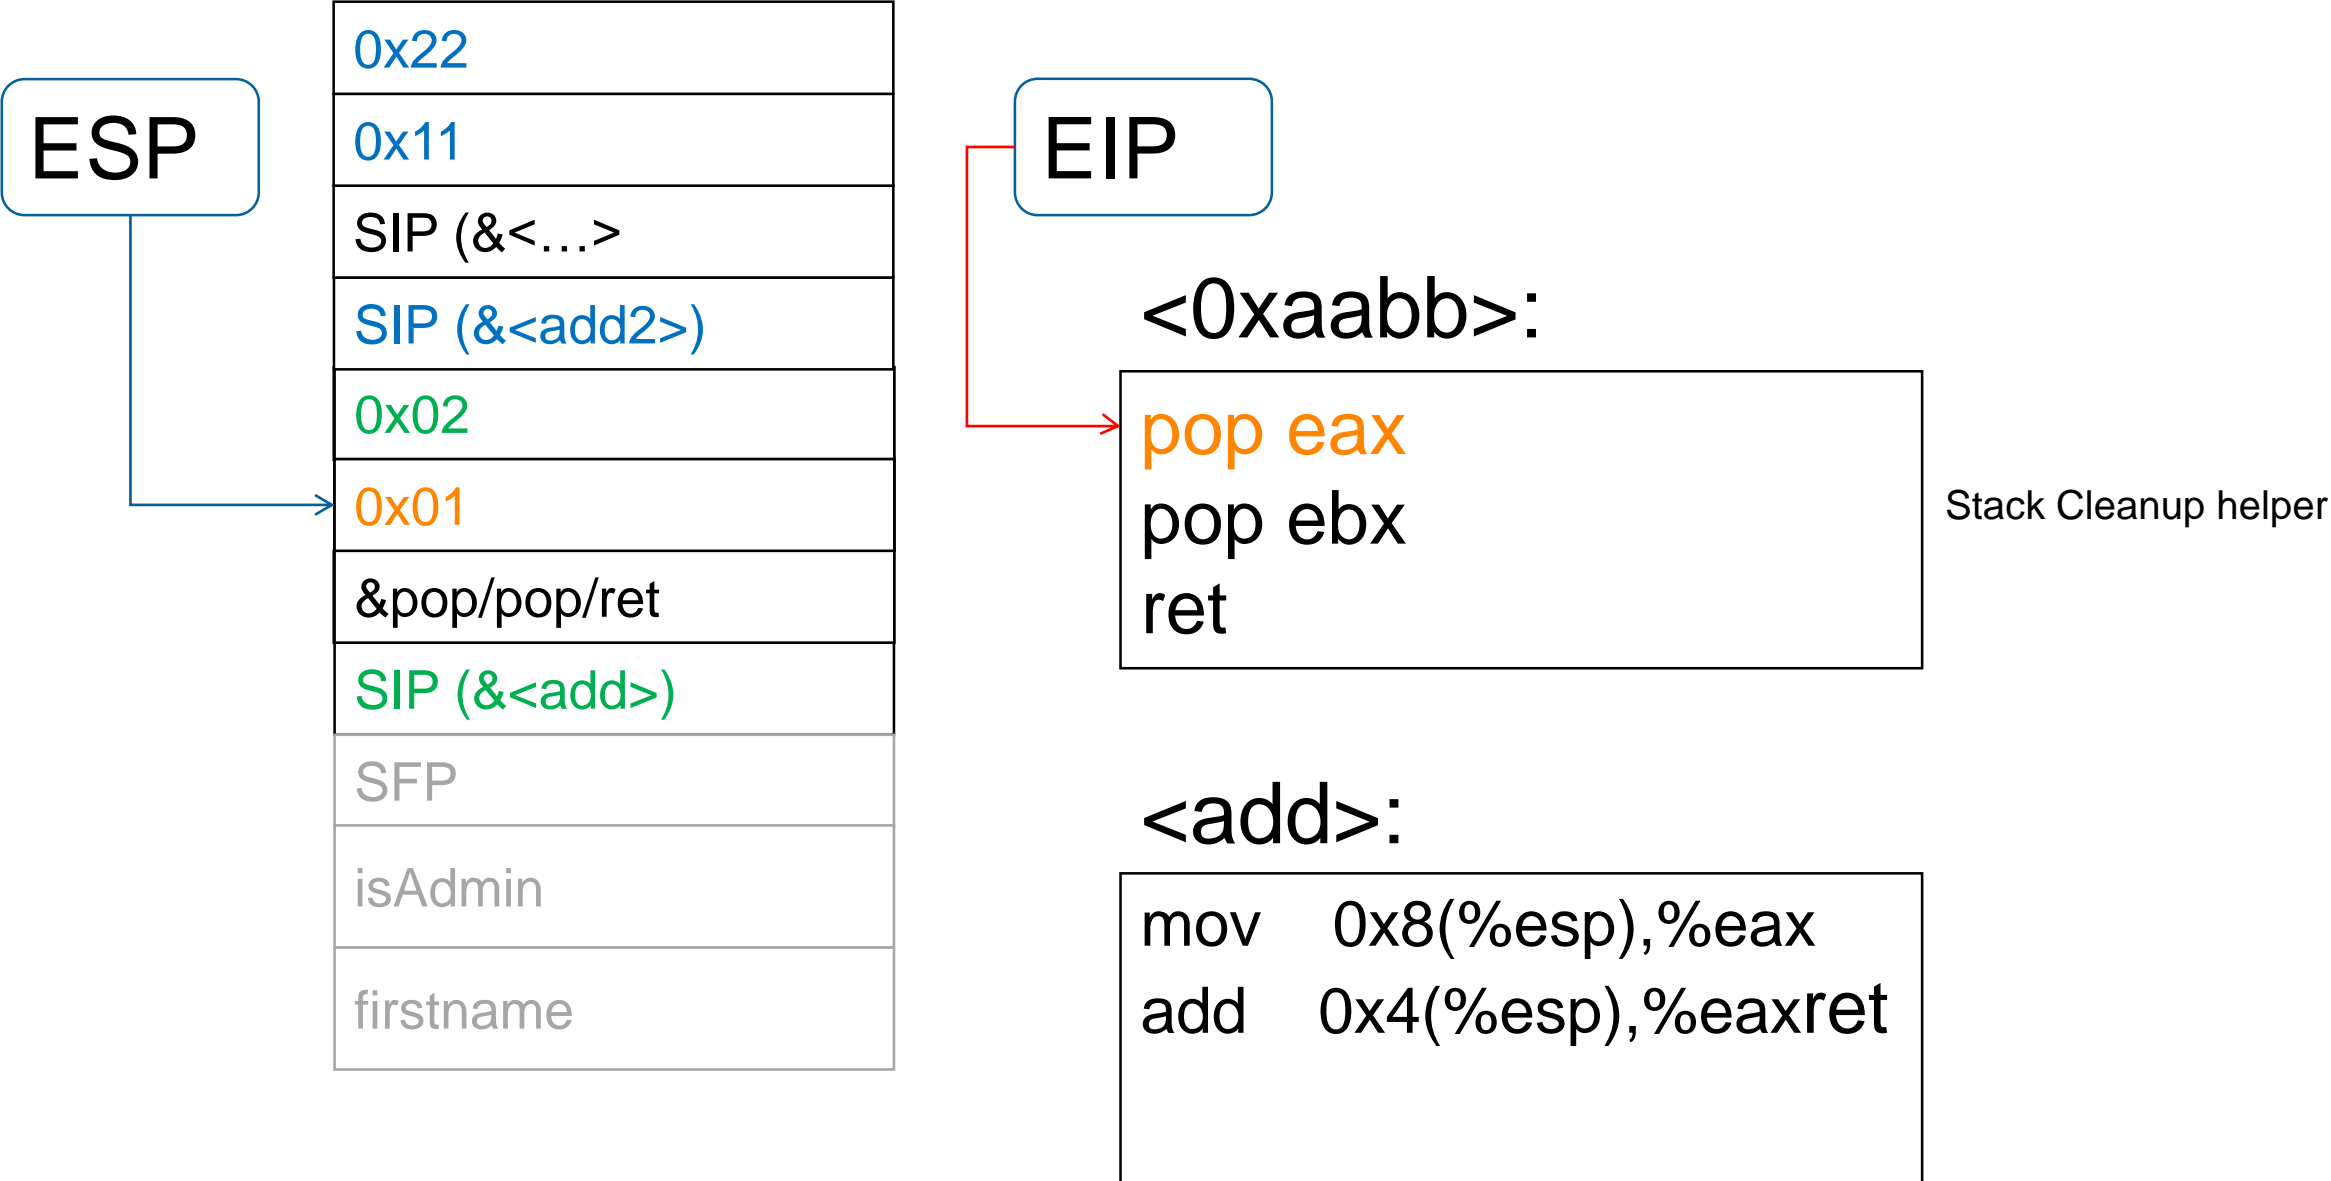 ESP
0x22
0x11
SIP (&<…>
SIP (&<add2>)
0x02
0x01
&pop/pop/ret
SIP (&<add>)
SFP
isAdmin
firstname
EIP
<0xaabb>:
pop eax
pop ebx
ret
Stack Cleanup helper
<add>:
mov 0x8(%esp),%eax
add 0x4(%esp),%eaxret